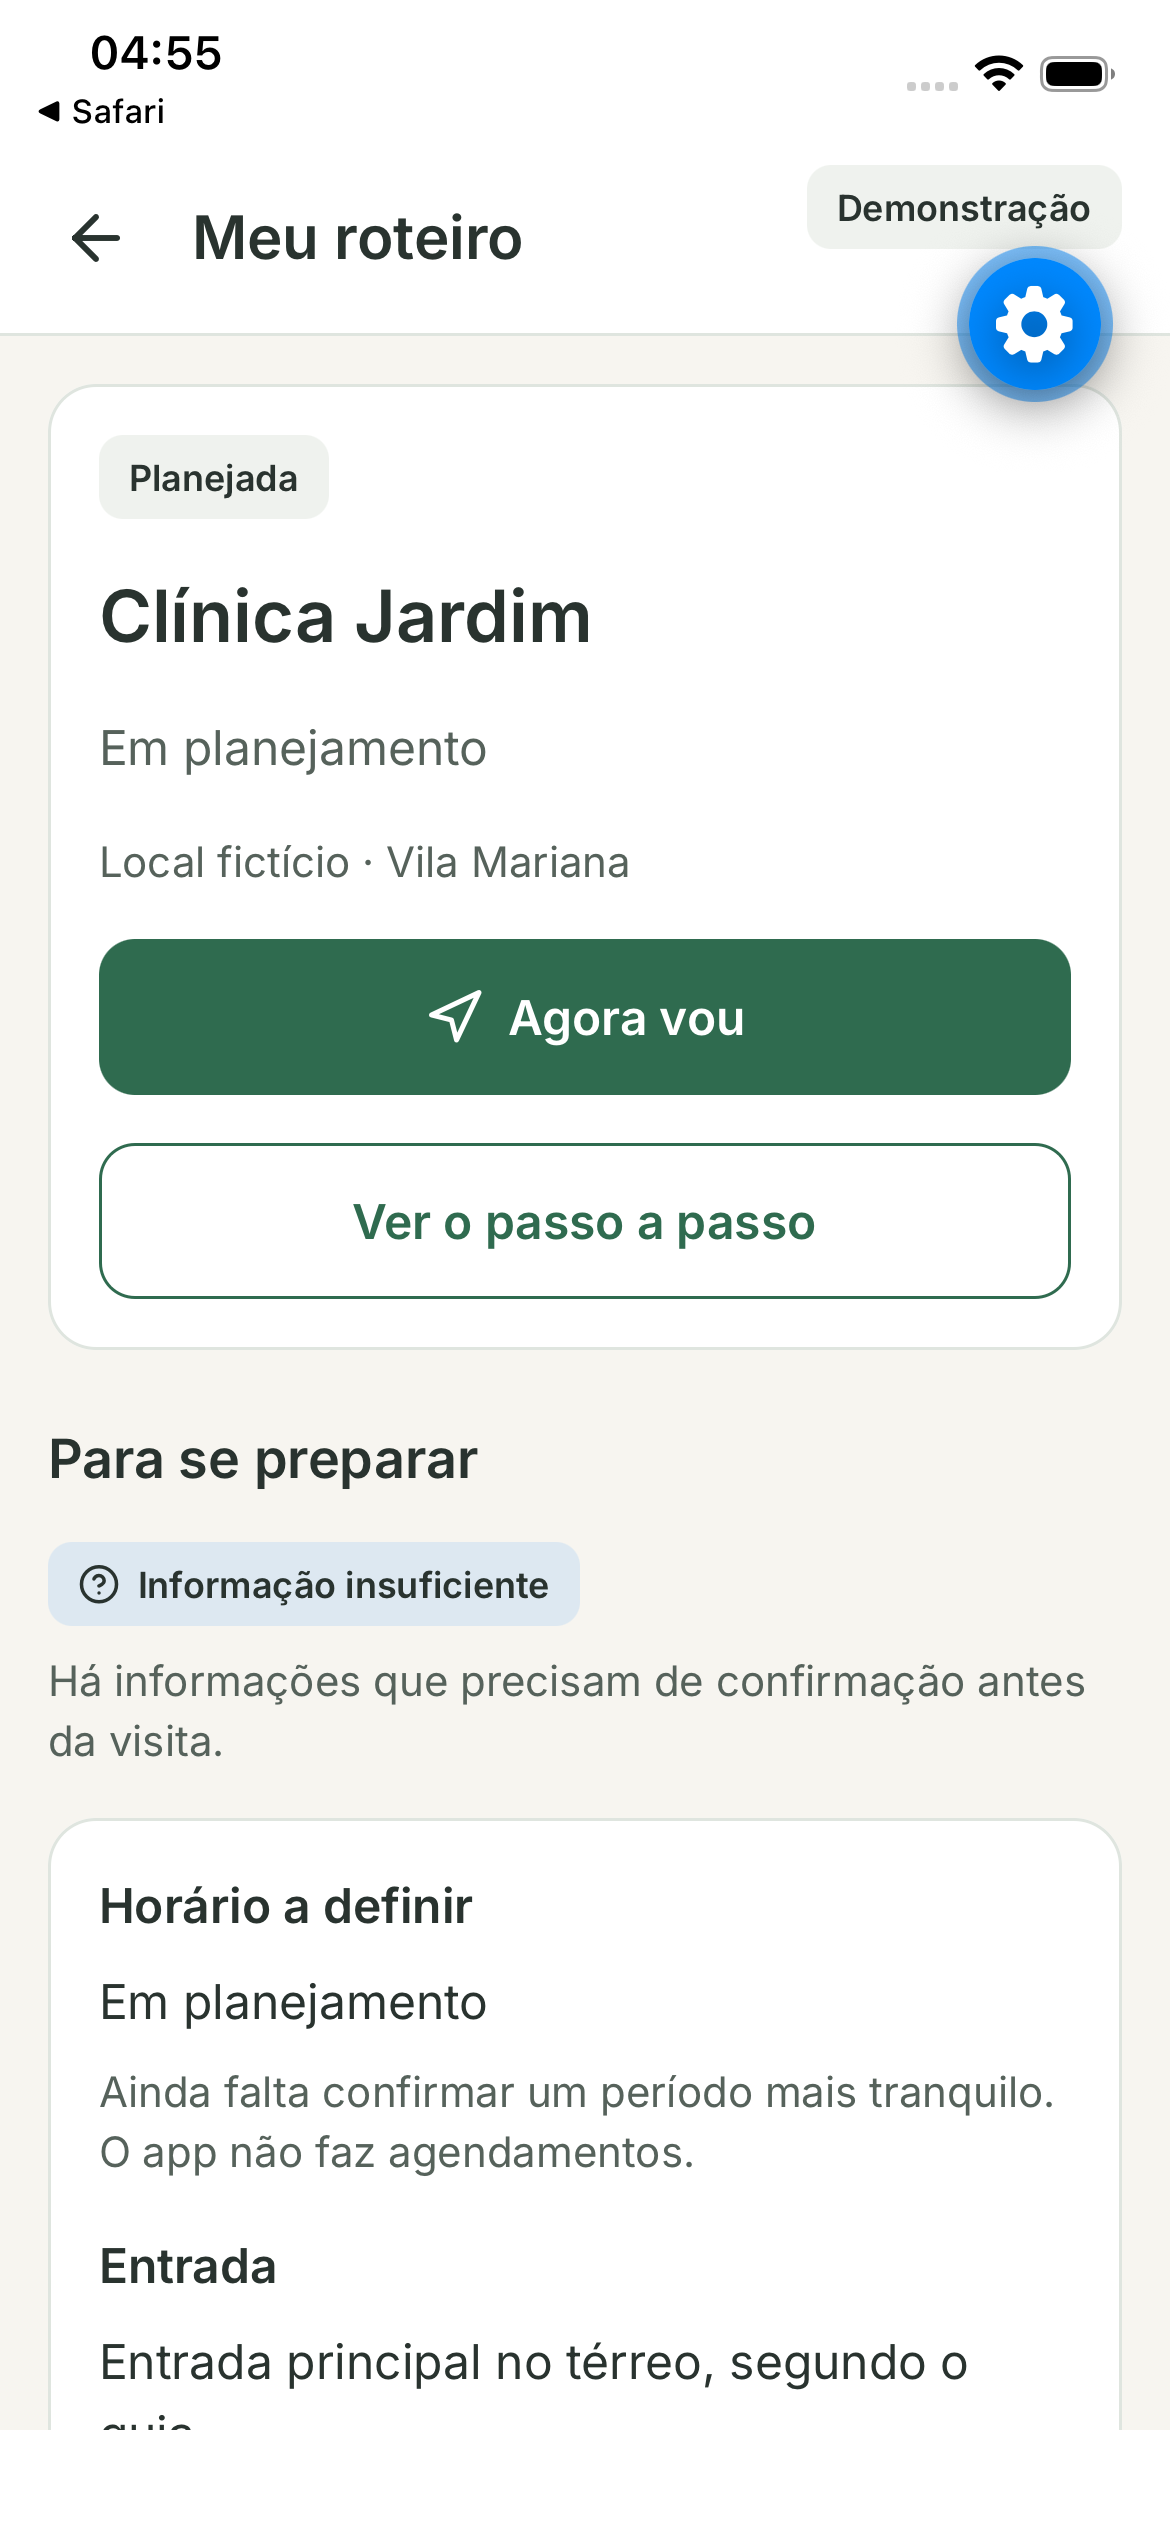 04:55
Safari
Meu roteiro
Demonstração
Planejada
Clínica Jardim
Em planejamento
Local fictício · Vila Mariana
Agora vou
Ver o passo a passo
Para se preparar
Informação insuficiente
Há informações que precisam de confirmação antes
da visita.
Horário a definir
Em planejamento
Ainda falta confirmar um período mais tranquilo.
O app não faz agendamentos.
Entrada
Entrada principal no térreo, segundo o